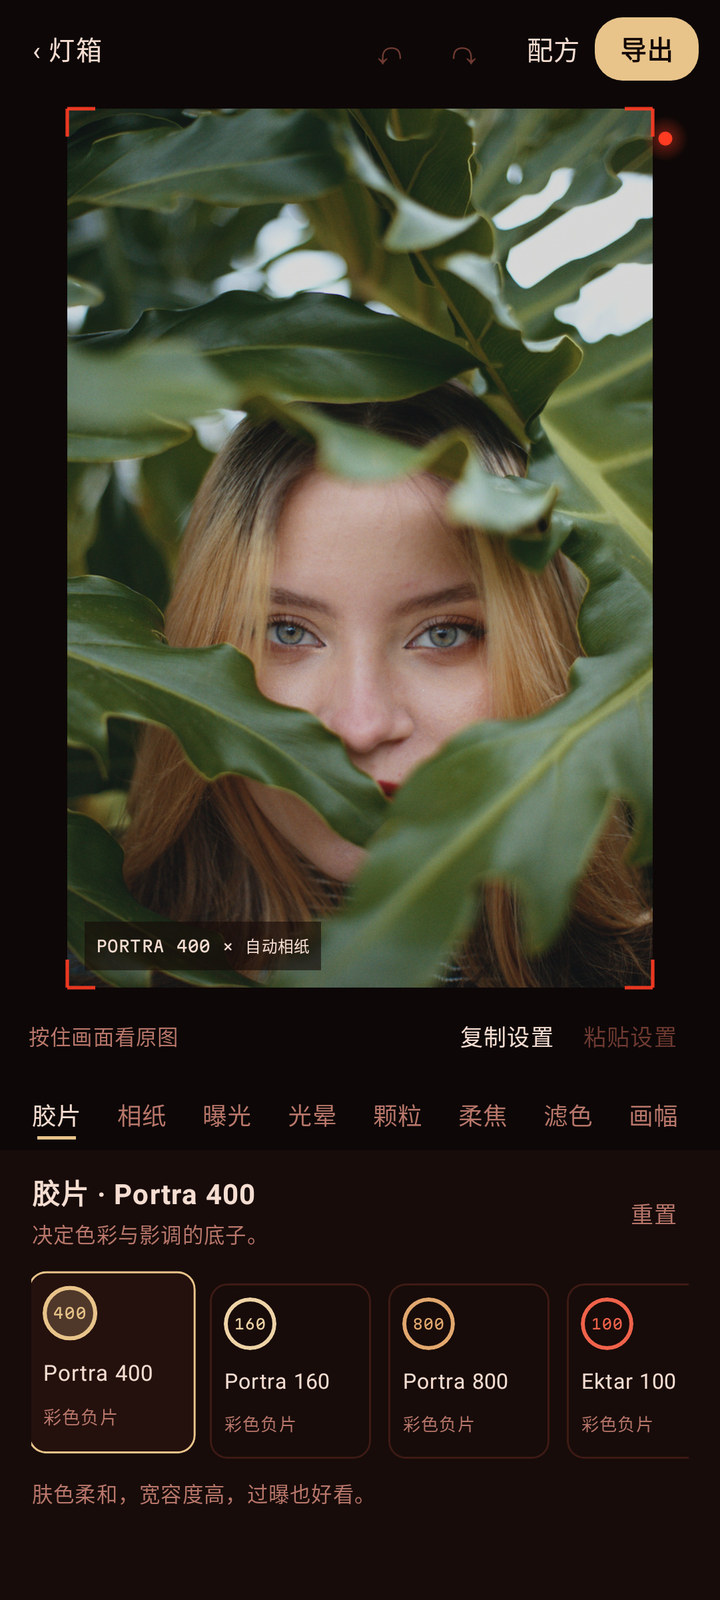 ‹ 灯箱
配方
导出
PORTRA 400 × 自动相纸
按住画面看原图
复制设置
粘贴设置
胶片 相纸 曝光 光晕 颗粒 柔焦 滤色 画幅
胶片 · Portra 400
决定色彩与影调的底子。
重置
400
Portra 400
彩色负片
160
Portra 160
彩色负片
800
Portra 800
彩色负片
100
Ektar 100
彩色负片
肤色柔和，宽容度高，过曝也好看。